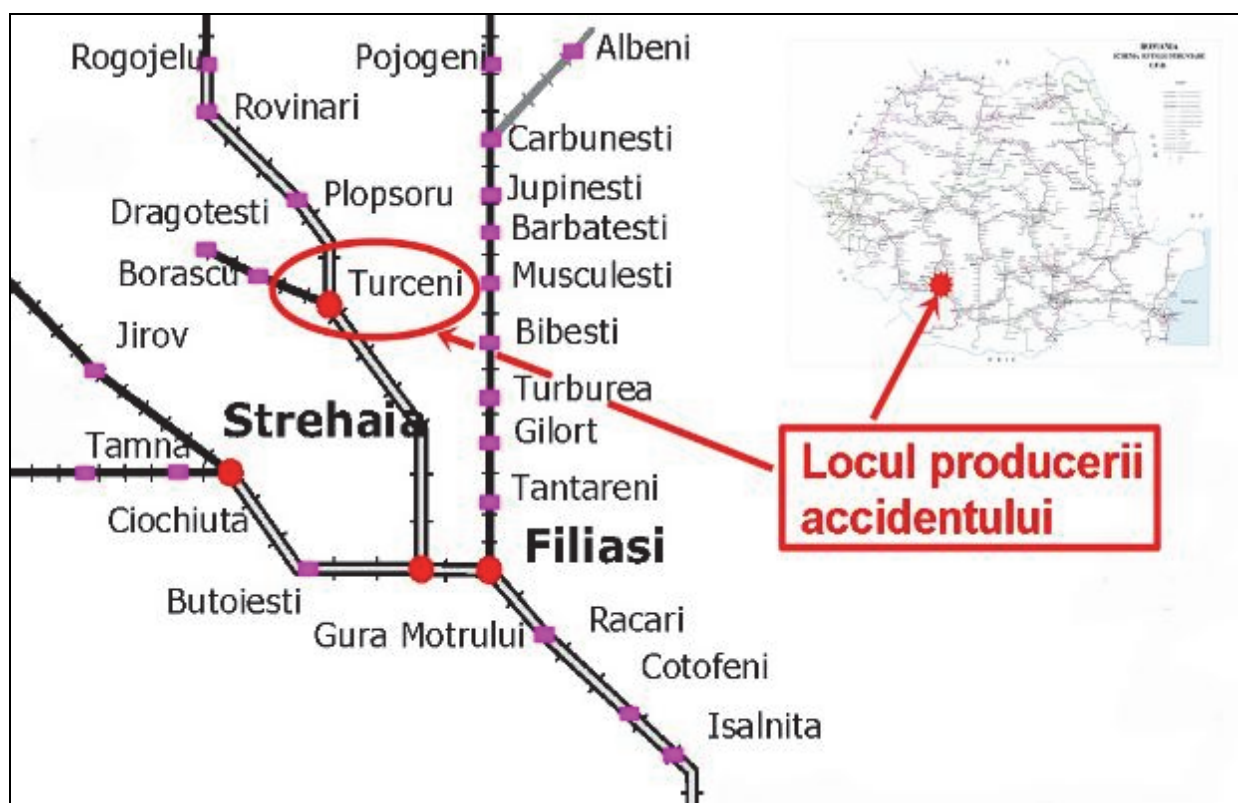 Rogojelu
Pojogeni
Albeni
ROMANIA
Rovinari
Carbunesti
Plopsoru
Jupinesti
Dragotesti
Barbatesti
Borascu
Turceni
Musculesti
Jirov
Bibesti
Turburea
Strehaia
Gilort
Tamna
Tantareni
Ciochiuta
Filiasi
Locul producerii
accidentului
Butoiesti
Gura Motrului
Racari
Cotofeni
Isalnita